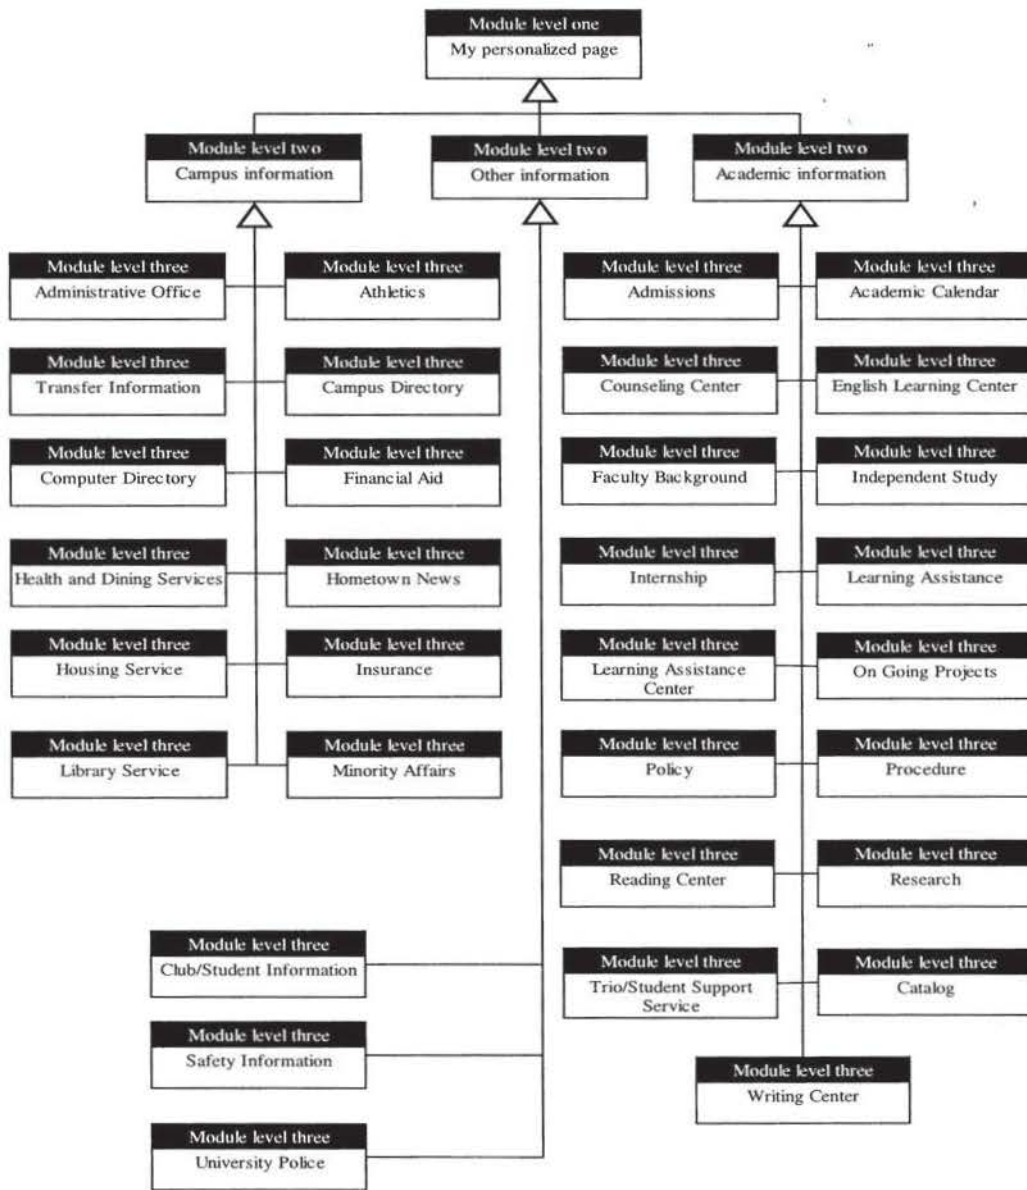 Module level one
My personalized page
Module level two
Campus information
Module level two
Other information
Module level two
Academic information
Module level three
Administrative Office
Module level three
Athletics
Module level three
Transfer Information
Module level three
Campus Directory
Module level three
Computer Directory
Module level three
Financial Aid
Module level three
Health and Dining Services
Module level three
Hometown News
Module level three
Housing Service
Module level three
Insurance
Module level three
Library Service
Module level three
Minority Affairs
Module level three
Club/Student Information
Module level three
Safety Information
Module level three
University Police
Module level three
Admissions
Module level three
Academic Calendar
Module level three
Counseling Center
Module level three
English Learning Center
Module level three
Faculty Background
Module level three
Independent Study
Module level three
Internship
Module level three
Learning Assistance
Module level three
Learning Assistance
Center
Module level three
On Going Projects
Module level three
Policy
Module level three
Procedure
Module level three
Reading Center
Module level three
Research
Module level three
Trio/Student Support
Service
Module level three
Catalog
Module level three
Writing Center